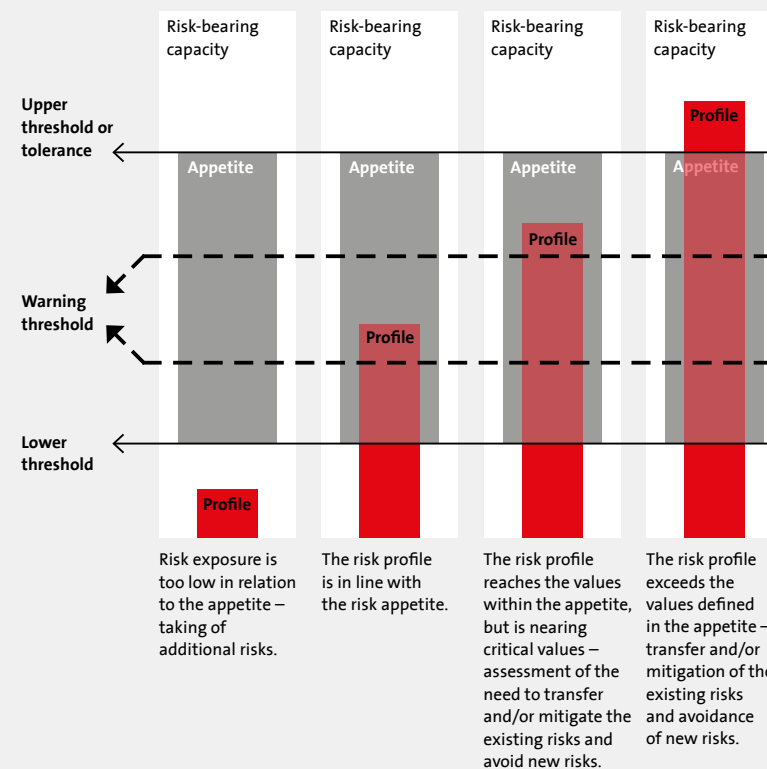 Risk-bearing
capacity
Risk-bearing
capacity
Risk-bearing
capacity
Risk-bearing
capacity
Upper
threshold or
tolerance
Warning
threshold
Lower
threshold
Appetite
Appetite
Appetite
Appetite
Profile
Profile
Profile
Profile
Risk exposure is
too low in relation
to the appetite –
taking of
additional risks.
The risk profile
is in line with
the risk appetite.
The risk profile
reaches the values
within the appetite,
but is nearing
critical values –
assessment of the
need to transfer
and/or mitigate the
existing risks and
avoid new risks.
The risk profile
exceeds the
values defined
in the appetite –
transfer and/or
mitigation of the
existing risks
and avoidance
of new risks.